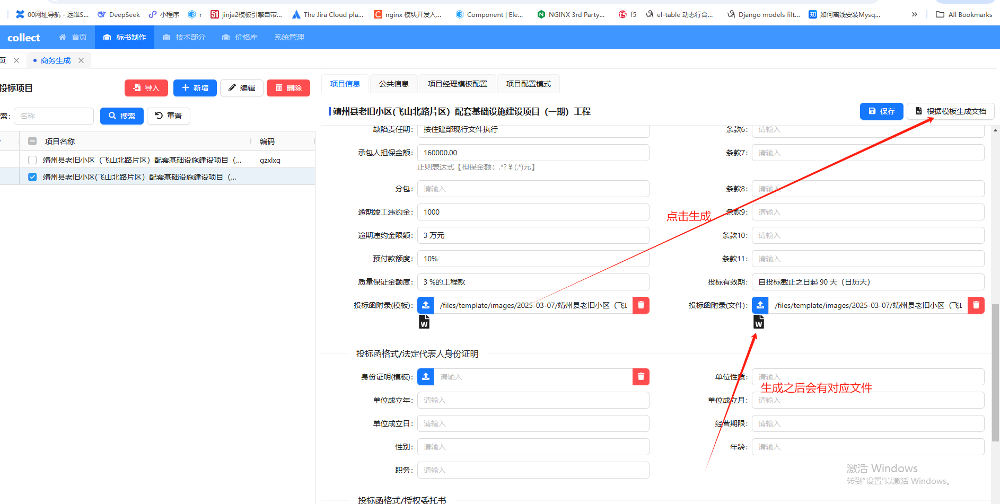 00网址导航 - 运维S... DeepSeek 小程序 r jinja2模板引擎自带... The Jira Cloud pla... nginx 模块开发入... Component | Ele... NGINX 3rd Party... f5 el-table 动态行合... Django models filt... 如何离线安装Mysq... » All Bookmarks
collect 首页 标书制作 技术部分 价格库 系统管理
页 商务生成
投标项目 导入 新增 编辑 删除
索: 名称 搜索 重置
项目名称 编码
靖州县老旧小区（飞山北路片区）配套基础设施建设项目（... gzxlxq
靖州县老旧小区(飞山北路片区）配套基础设施建设项目（...
项目信息 公共信息 项目经理模板配置 项目配置模式
靖州县老旧小区(飞山北路片区）配套基础设施建设项目（一期）工程 保存 根据模板生成文档
缺陷责任期: 按住建部现行文件执行 条款6: 请输入
承包人担保金额: 160000.00 条款7: 请输入
正则表达式【担保金额：.*?￥(.*)元】
分包: 请输入 条款8: 请输入
逾期竣工违约金: 1000 条款9: 请输入
点击生成
逾期违约金限额: 3 万元 条款10: 请输入
预付款额度: 10% 条款11: 请输入
质量保证金额度: 3 %的工程款 投标有效期: 自投标截止之日起 90 天（日历天）
投标函附录(模板): /files/template/images/2025-03-07/靖州县老旧小区（飞 投标函附录(文件): /files/template/images/2025-03-07/靖州县老旧小区（飞
投标函格式/法定代表人身份证明
身份证明(模板): 请输入 单位性质: 请输入
生成之后会有对应文件
单位成立年: 请输入 单位成立月: 请输入
单位成立日: 请输入 经营期限: 请输入
性别: 请输入 年龄: 请输入
职务: 请输入
激活 Windows
转到"设置"以激活 Windows。
投标函格式/授权委托书